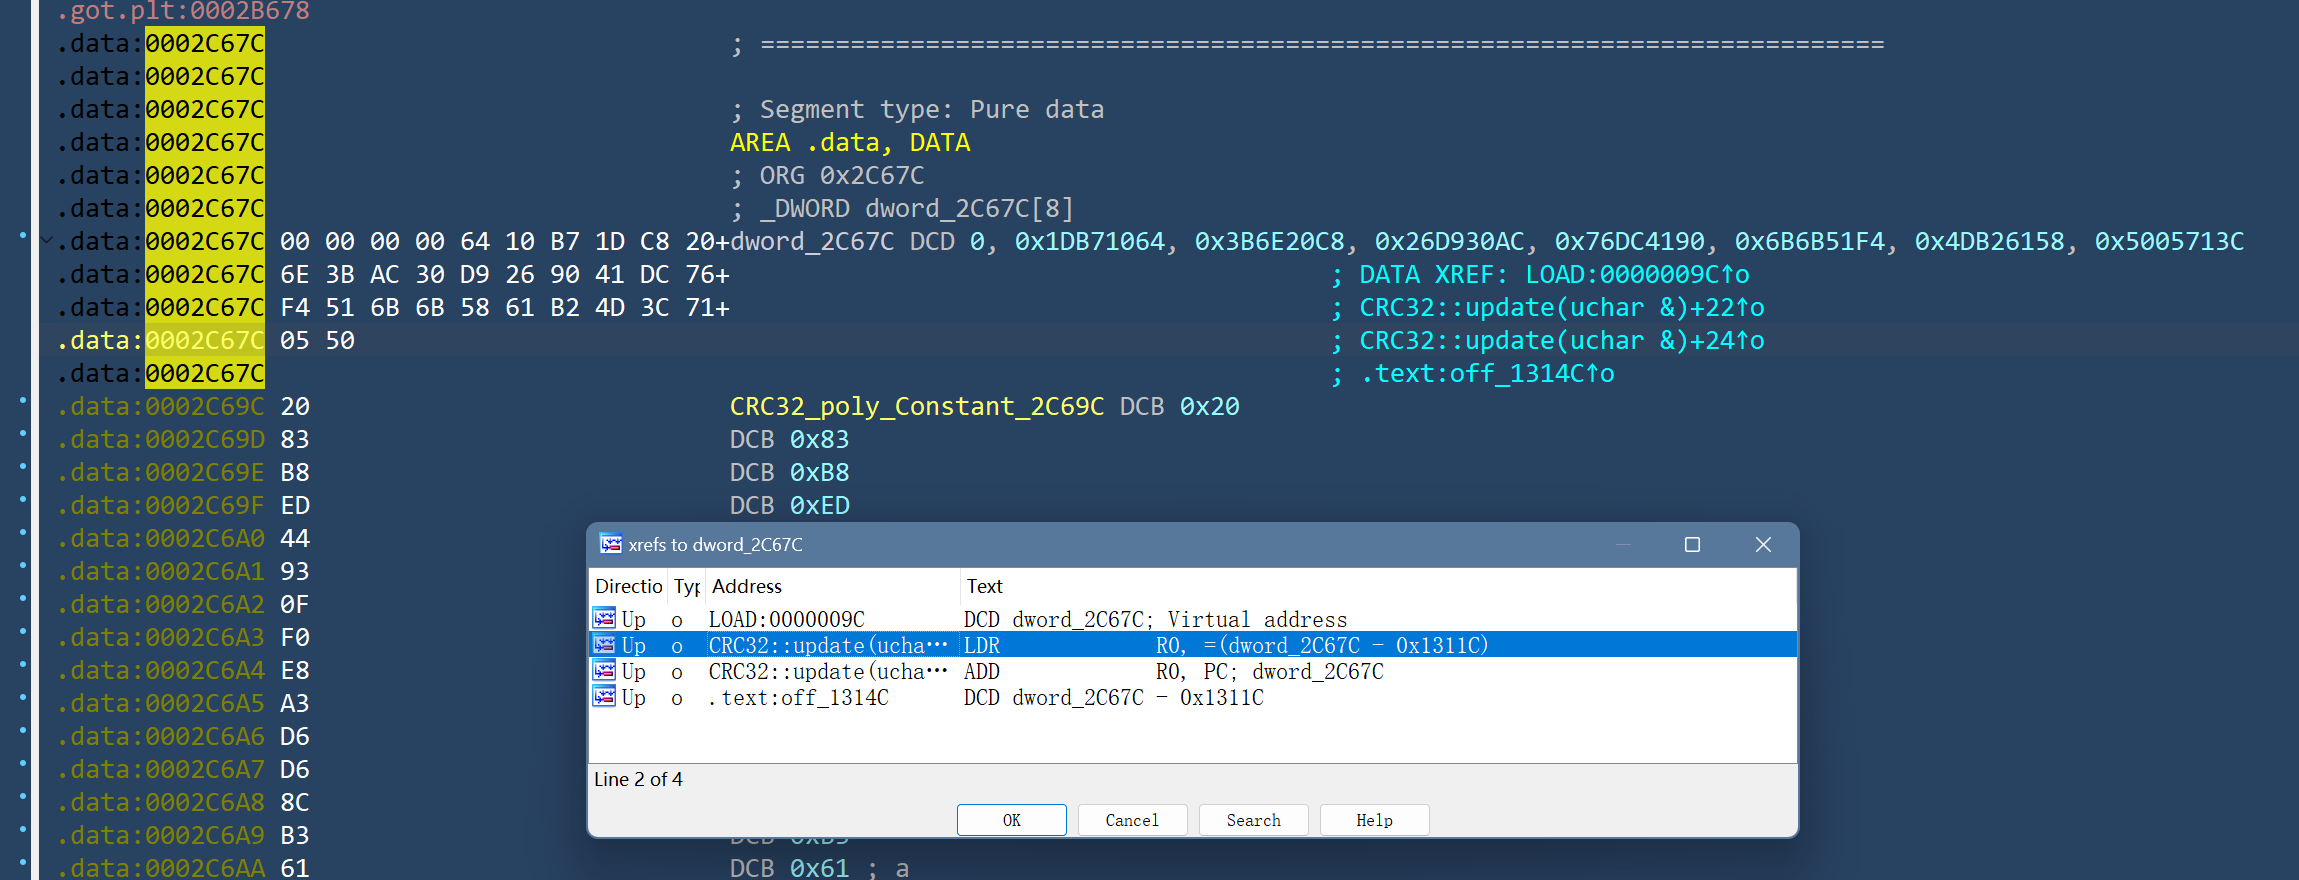 .got.plt:0002B678
.data:0002C67C ; ===========================================================================
.data:0002C67C
.data:0002C67C ; Segment type: Pure data
.data:0002C67C AREA .data, DATA
.data:0002C67C ; ORG 0x2C67C
.data:0002C67C ; _DWORD dword_2C67C[8]
.data:0002C67C 00 00 00 00 64 10 B7 1D C8 20+dword_2C67C DCD 0, 0x1DB71064, 0x3B6E20C8, 0x26D930AC, 0x76DC4190, 0x6B6B51F4, 0x4DB26158, 0x5005713C
.data:0002C67C 6E 3B AC 30 D9 26 90 41 DC 76+ ; DATA XREF: LOAD:0000009C↑o
.data:0002C67C F4 51 6B 6B 58 61 B2 4D 3C 71+ ; CRC32::update(uchar &)+22↑o
.data:0002C67C 05 50 ; CRC32::update(uchar &)+24↑o
.data:0002C67C ; .text:off_1314C↑o
.data:0002C69C 20 CRC32_poly_Constant_2C69C DCB 0x20
.data:0002C69D 83 DCB 0x83
.data:0002C69E B8 DCB 0xB8
.data:0002C69F ED DCB 0xED
.data:0002C6A0 44
.data:0002C6A1 93
.data:0002C6A2 0F
.data:0002C6A3 F0
.data:0002C6A4 E8
.data:0002C6A5 A3
.data:0002C6A6 D6
.data:0002C6A7 D6
.data:0002C6A8 8C
.data:0002C6A9 B3 DCB 0xB3
.data:0002C6AA 61 DCB 0x61 ; a
xrefs to dword_2C67C
Directio Typ Address Text
Up o LOAD:0000009C DCD dword_2C67C; Virtual address
Up o CRC32::update(ucha… LDR R0, =(dword_2C67C - 0x1311C)
Up o CRC32::update(ucha… ADD R0, PC; dword_2C67C
Up o .text:off_1314C DCD dword_2C67C - 0x1311C
Line 2 of 4
OK Cancel Search Help